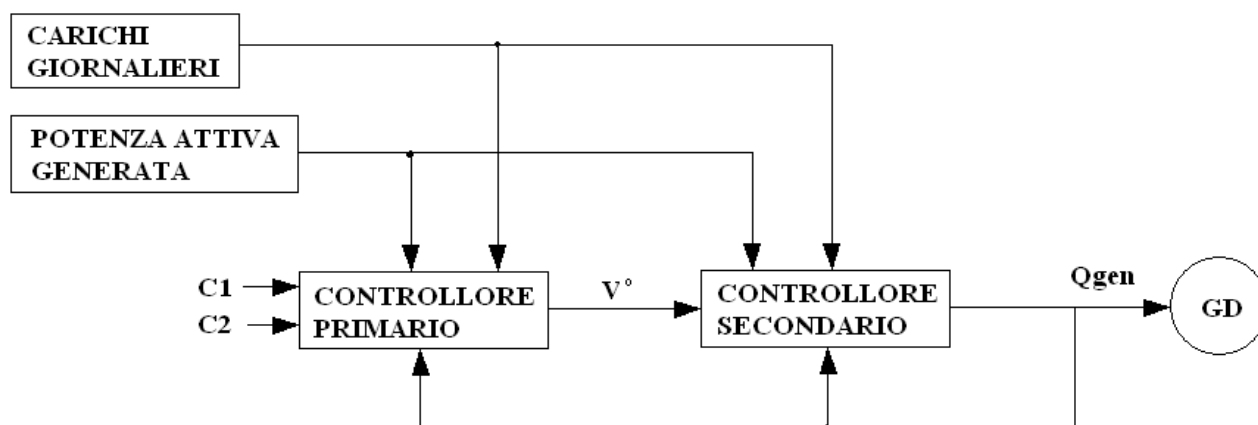 CARICHI
GIORNALIERI
POTENZA ATTIVA
GENERATA
C1
C2
CONTROLLORE
PRIMARIO
V°
CONTROLLORE
SECONDARIO
Qgen
GD